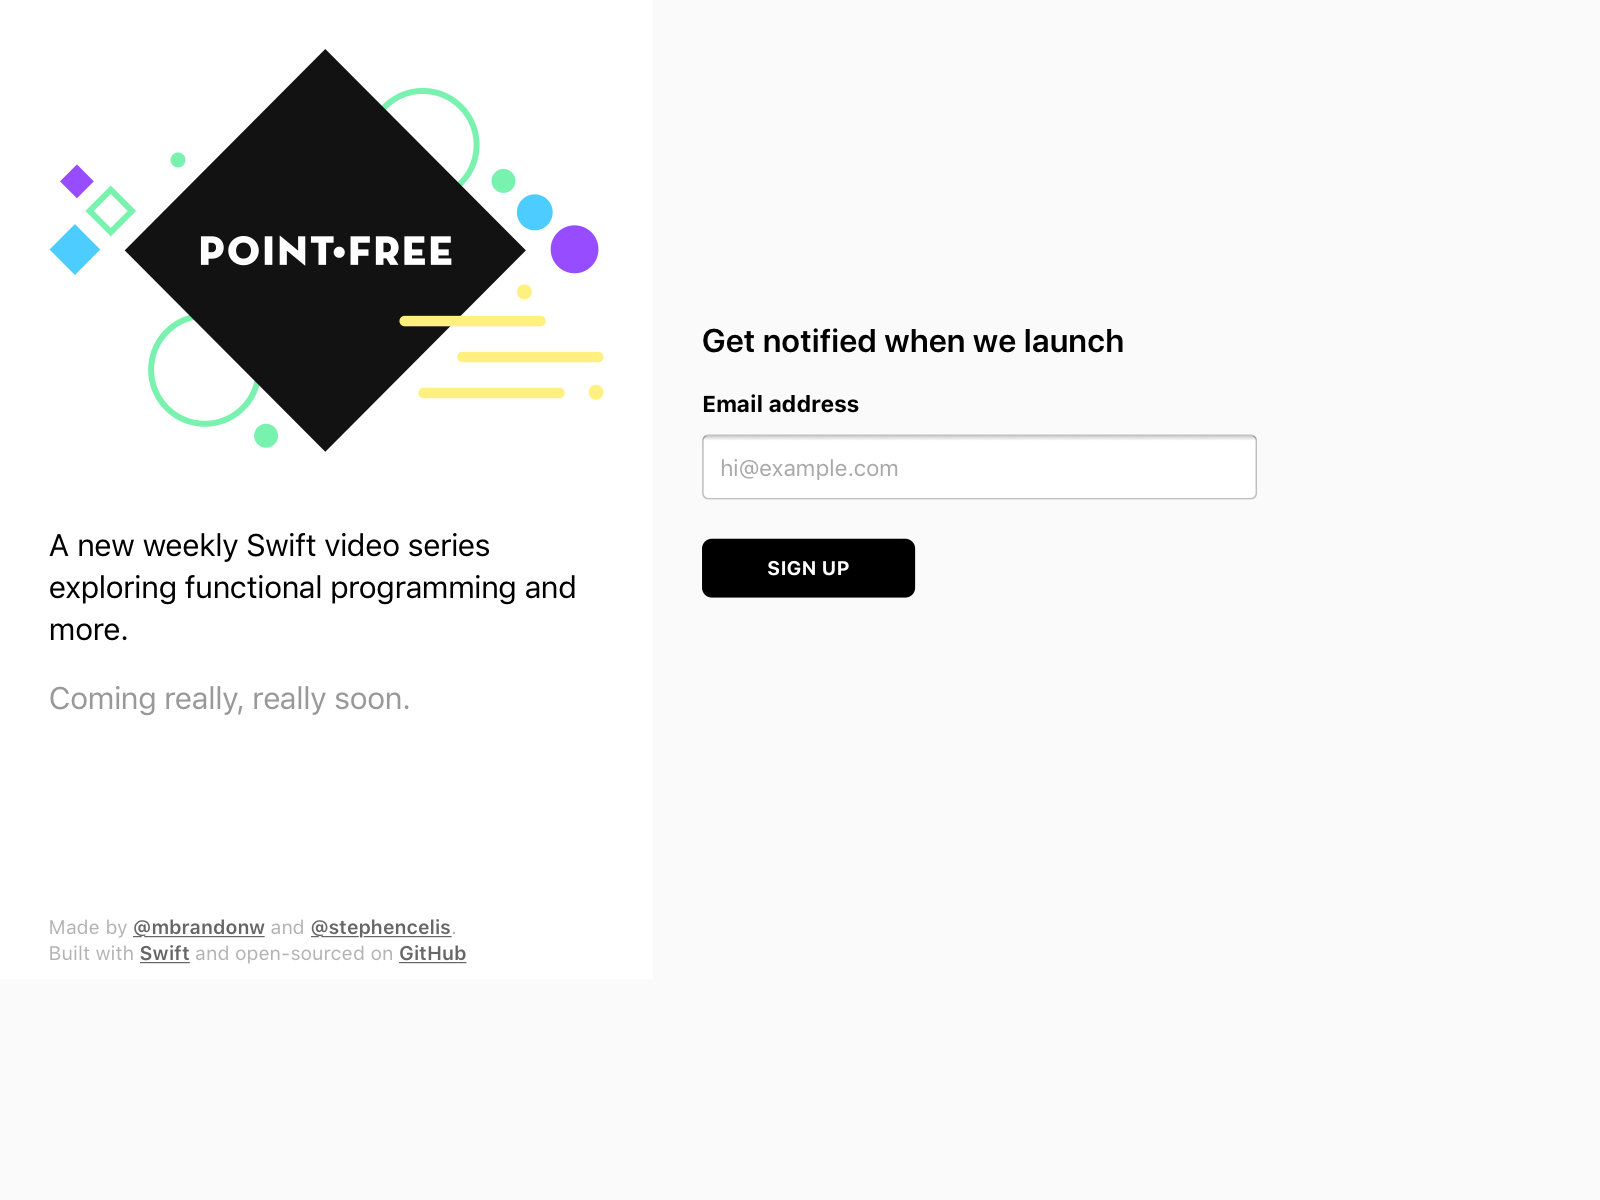 POINT•FREE
A new weekly Swift video series
exploring functional programming and
more.
Coming really, really soon.
Made by @mbrandonw and @stephencelis.
Built with Swift and open-sourced on GitHub
Get notified when we launch
Email address
hi@example.com
SIGN UP